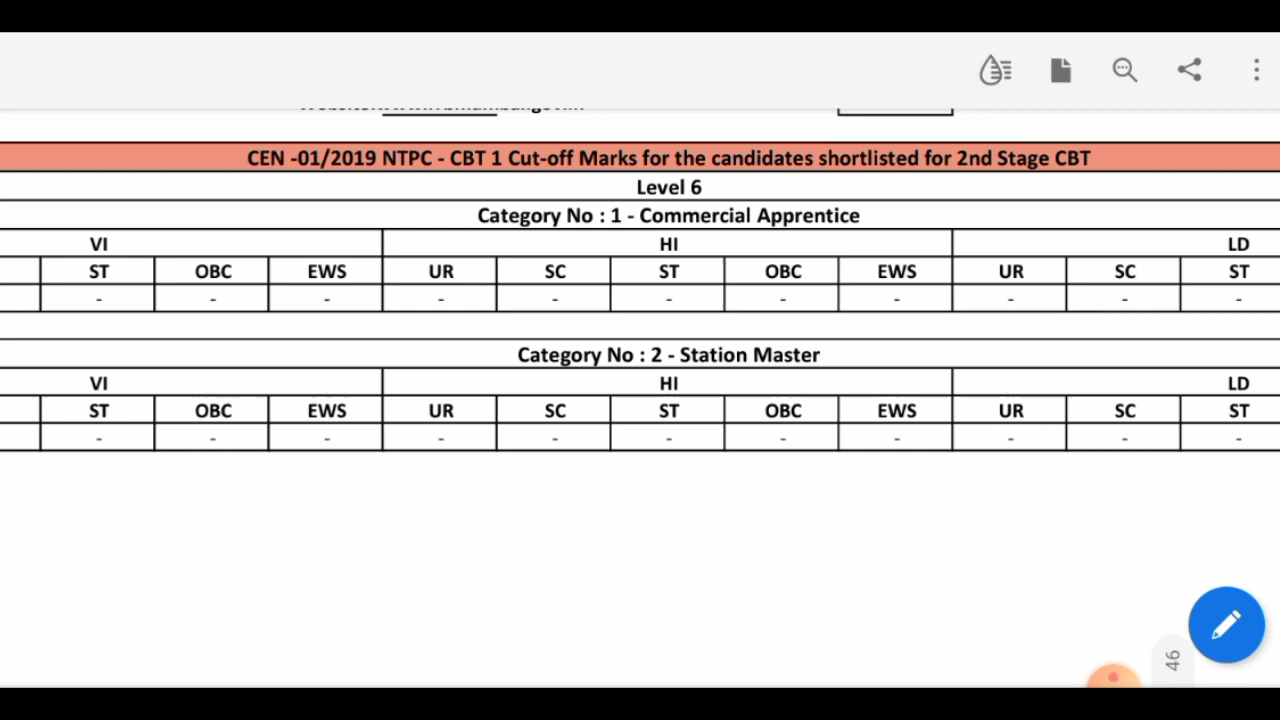 CEN -01/2019 NTPC - CBT 1 Cut-off Marks for the candidates shortlisted for 2nd Stage CBT
Level 6
Category No : 1 - Commercial Apprentice
VI HI LD
ST OBC EWS UR SC ST OBC EWS UR SC ST
- - - - - - - - - - -
Category No : 2 - Station Master
VI HI LD
ST OBC EWS UR SC ST OBC EWS UR SC ST
- - - - - - - - - - -
46